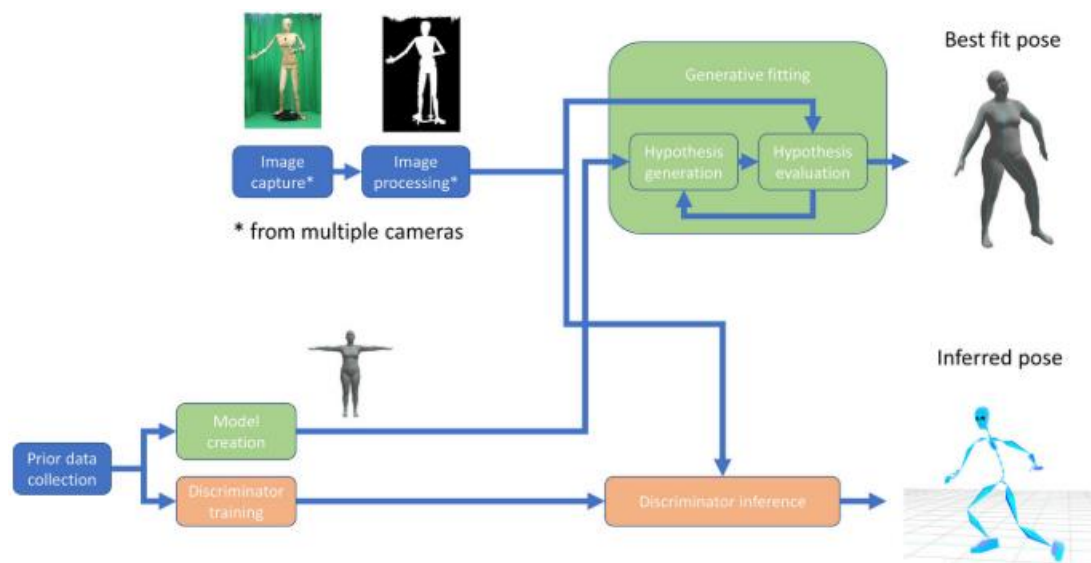 Best fit pose
Generative fitting
Image
capture*
Image
processing*
Hypothesis
generation
Hypothesis
evaluation
* from multiple cameras
Inferred pose
Model
creation
Prior data
collection
Discriminator
training
Discriminator inference